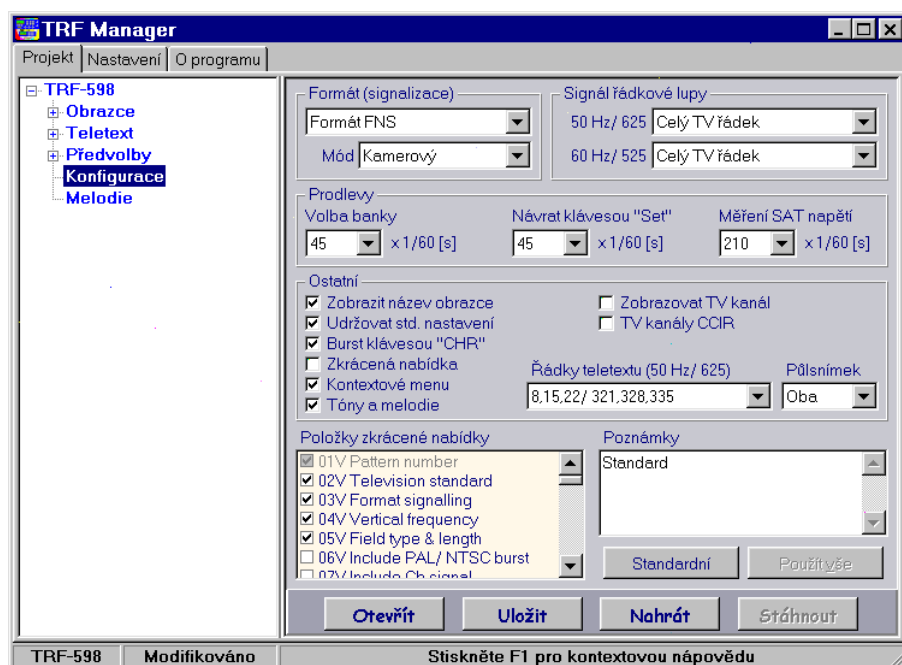 TRF Manager
Projekt Nastavení O programu
TRF-598
Obrazce
Teletext
Předvolby
Konfigurace
Melodie
Formát (signalizace)
Formát FNS
Mód Kamerový
Signál řádkové lupy
50 Hz/ 625 Celý TV řádek
60 Hz/ 525 Celý TV řádek
Prodlevy
Volba banky Návrat klávesou "Set" Měření SAT napětí
45 x 1/60 [s] 45 x 1/60 [s] 210 x 1/60 [s]
Ostatní
Zobrazit název obrazce
Udržovat std. nastavení
Burst klávesou "CHR"
Zkrácená nabídka
Kontextové menu
Tóny a melodie
Zobrazovat TV kanál
TV kanály CCIR
Řádky teletextu (50 Hz/ 625) Půlsnímek
8,15,22/ 321,328,335 Oba
Položky zkrácené nabídky
01V Pattern number
02V Television standard
03V Format signalling
04V Vertical frequency
05V Field type & length
06V Include PAL/ NTSC burst
07V Include Ch signal
Poznámky
Standard
Standardní Použít vše
Otevřít Uložit Nahrát Stáhnout
TRF-598 Modifikováno Stiskněte F1 pro kontextovou nápovědu